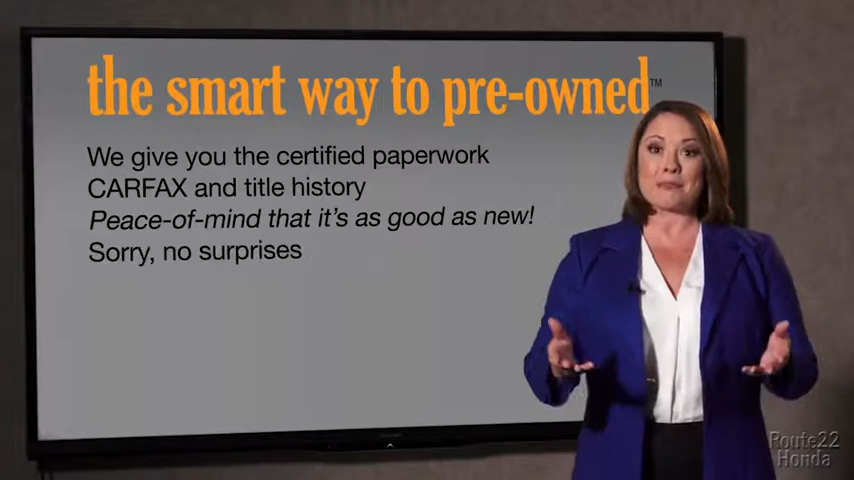 the smart way to pre-owned™
We give you the certified paperwork
CARFAX and title history
Peace-of-mind that it's as good as new!
Sorry, no surprises
Route22
Honda